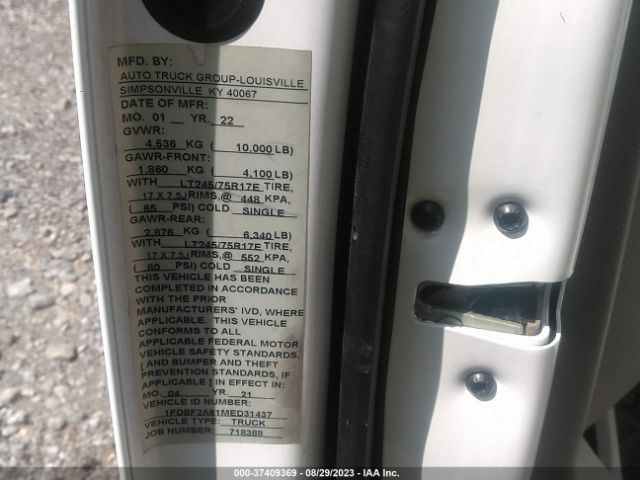 MFD. BY:
AUTO TRUCK GROUP-LOUISVILLE
SIMPSONVILLE KY 40067
DATE OF MFR:
MO. 01 YR. 22
GVWR:
4,536 KG ( 10,000 LB)
GAWR-FRONT:
1,860 KG ( 4,100 LB)
WITH LT245/75R17E TIRE,
17 X 7.5J RIMS,@ 448 KPA,
( 65 PSI) COLD SINGLE
GAWR-REAR:
2,876 KG ( 6,340 LB)
WITH LT245/75R17E TIRE,
17 X 7.5J RIMS,@ 552 KPA,
( 80 PSI) COLD SINGLE
THIS VEHICLE HAS BEEN
COMPLETED IN ACCORDANCE
WITH THE PRIOR
MANUFACTURERS' IVD, WHERE
APPLICABLE. THIS VEHICLE
CONFORMS TO ALL
APPLICABLE FEDERAL MOTOR
VEHICLE SAFETY STANDARDS,
[ AND BUMPER AND THEFT
PREVENTION STANDARDS, IF
APPLICABLE ] IN EFFECT IN:
MO. 04 YR. 21
VEHICLE ID NUMBER:
1FDBF2A61MED31437
VEHICLE TYPE: TRUCK
JOB NUMBER: 718388
000-37409369 - 08/29/2023 - IAA Inc.